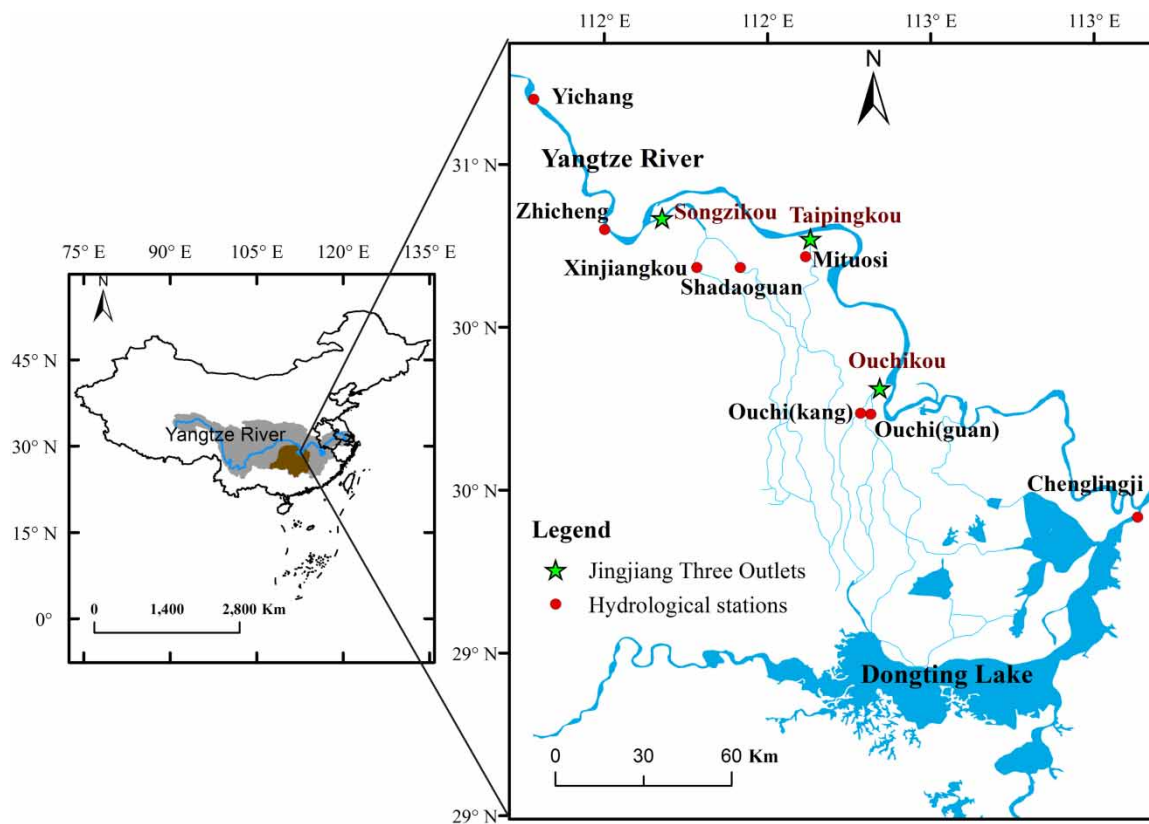 112° E 112° E 113° E 113° E
N
Yichang
Yangtze River
31° N
Zhicheng
Songzikou
Taipingkou
Mituosi
Xinjiangkou
Shadaoguan
30° N
Ouchikou
Ouchi(kang)
Ouchi(guan)
Chenglingji
30° N
Legend
Jingjiang Three Outlets
Hydrological stations
29° N
Dongting Lake
0 30 60 Km
29° N
75° E 90° E 105° E 120° E 135° E
N
45° N
Yangtze River
30° N
15° N
0 1,400 2,800 Km
0°